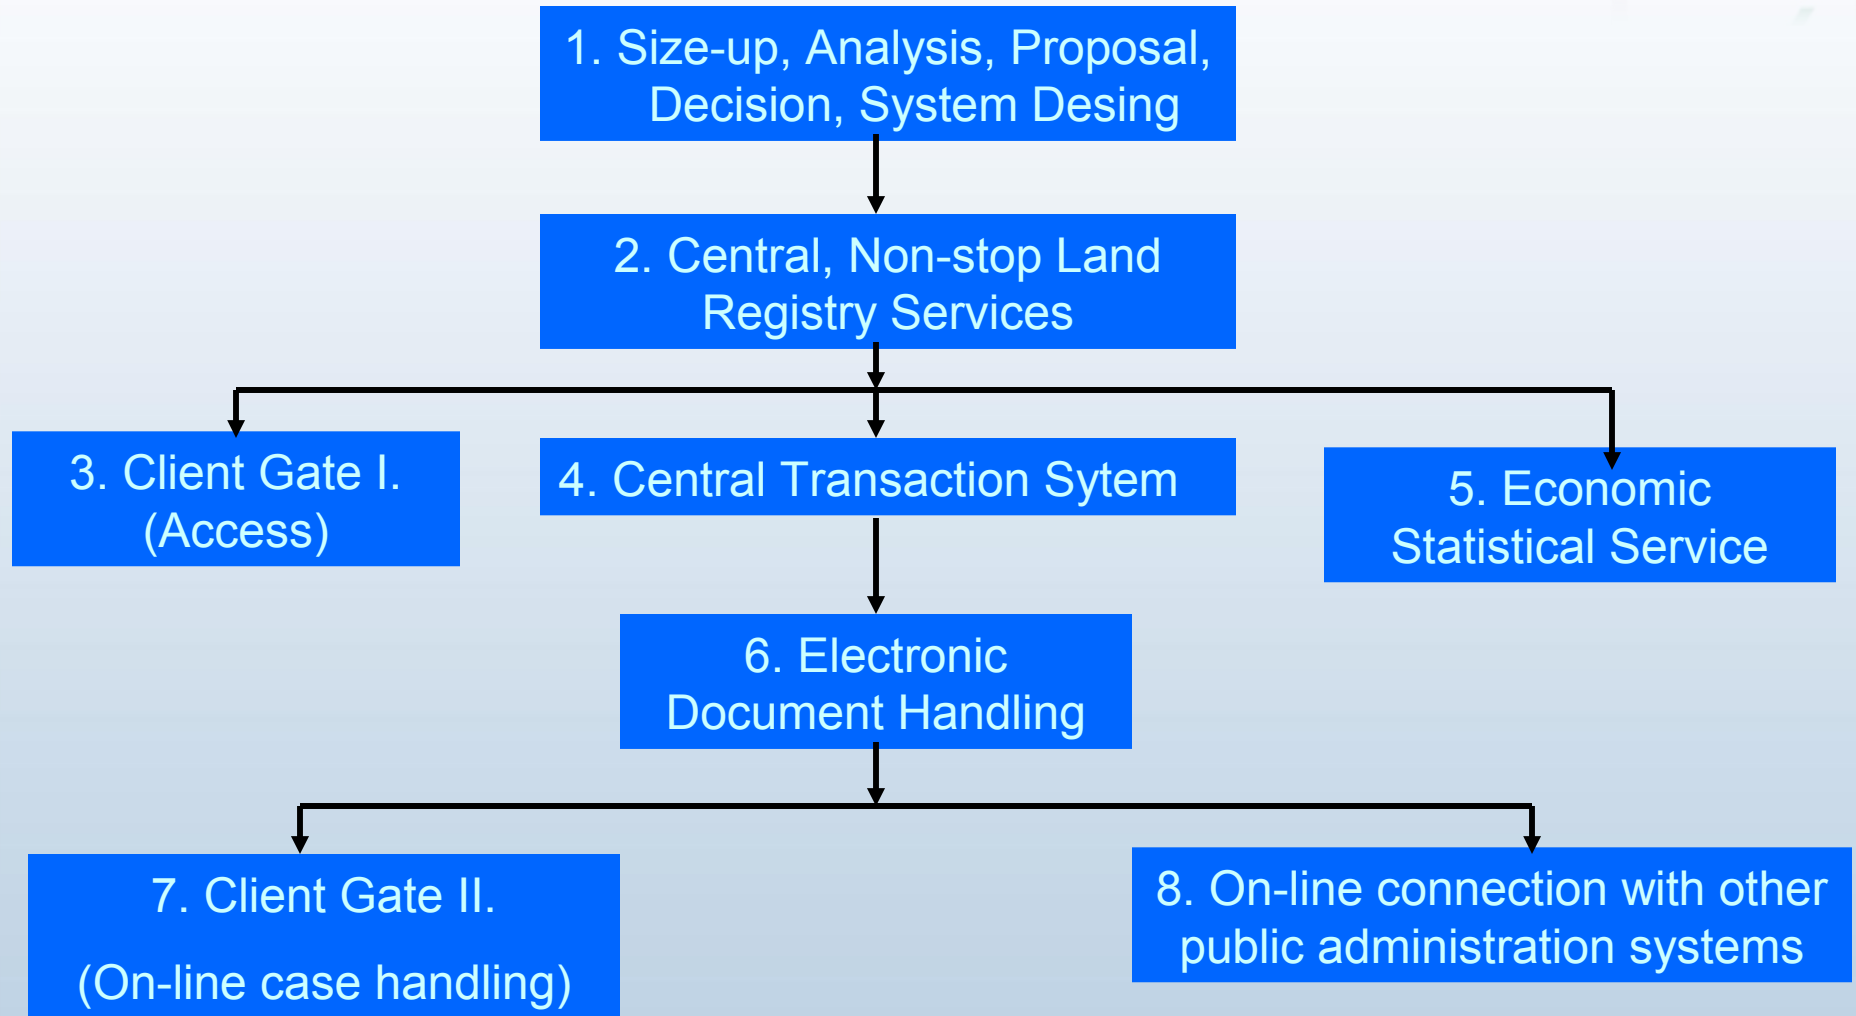 1. Size-up, Analysis, Proposal,
Decision, System Desing
2. Central, Non-stop Land
Registry Services
3. Client Gate I.
(Access)
4. Central Transaction Sytem
5. Economic
Statistical Service
6. Electronic
Document Handling
7. Client Gate II.
(On-line case handling)
8. On-line connection with other
public administration systems